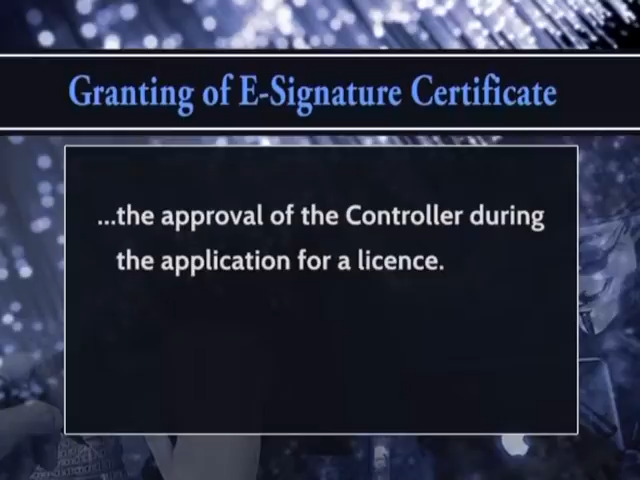 Granting of E-Signature Certificate
...the approval of the Controller during
the application for a licence.